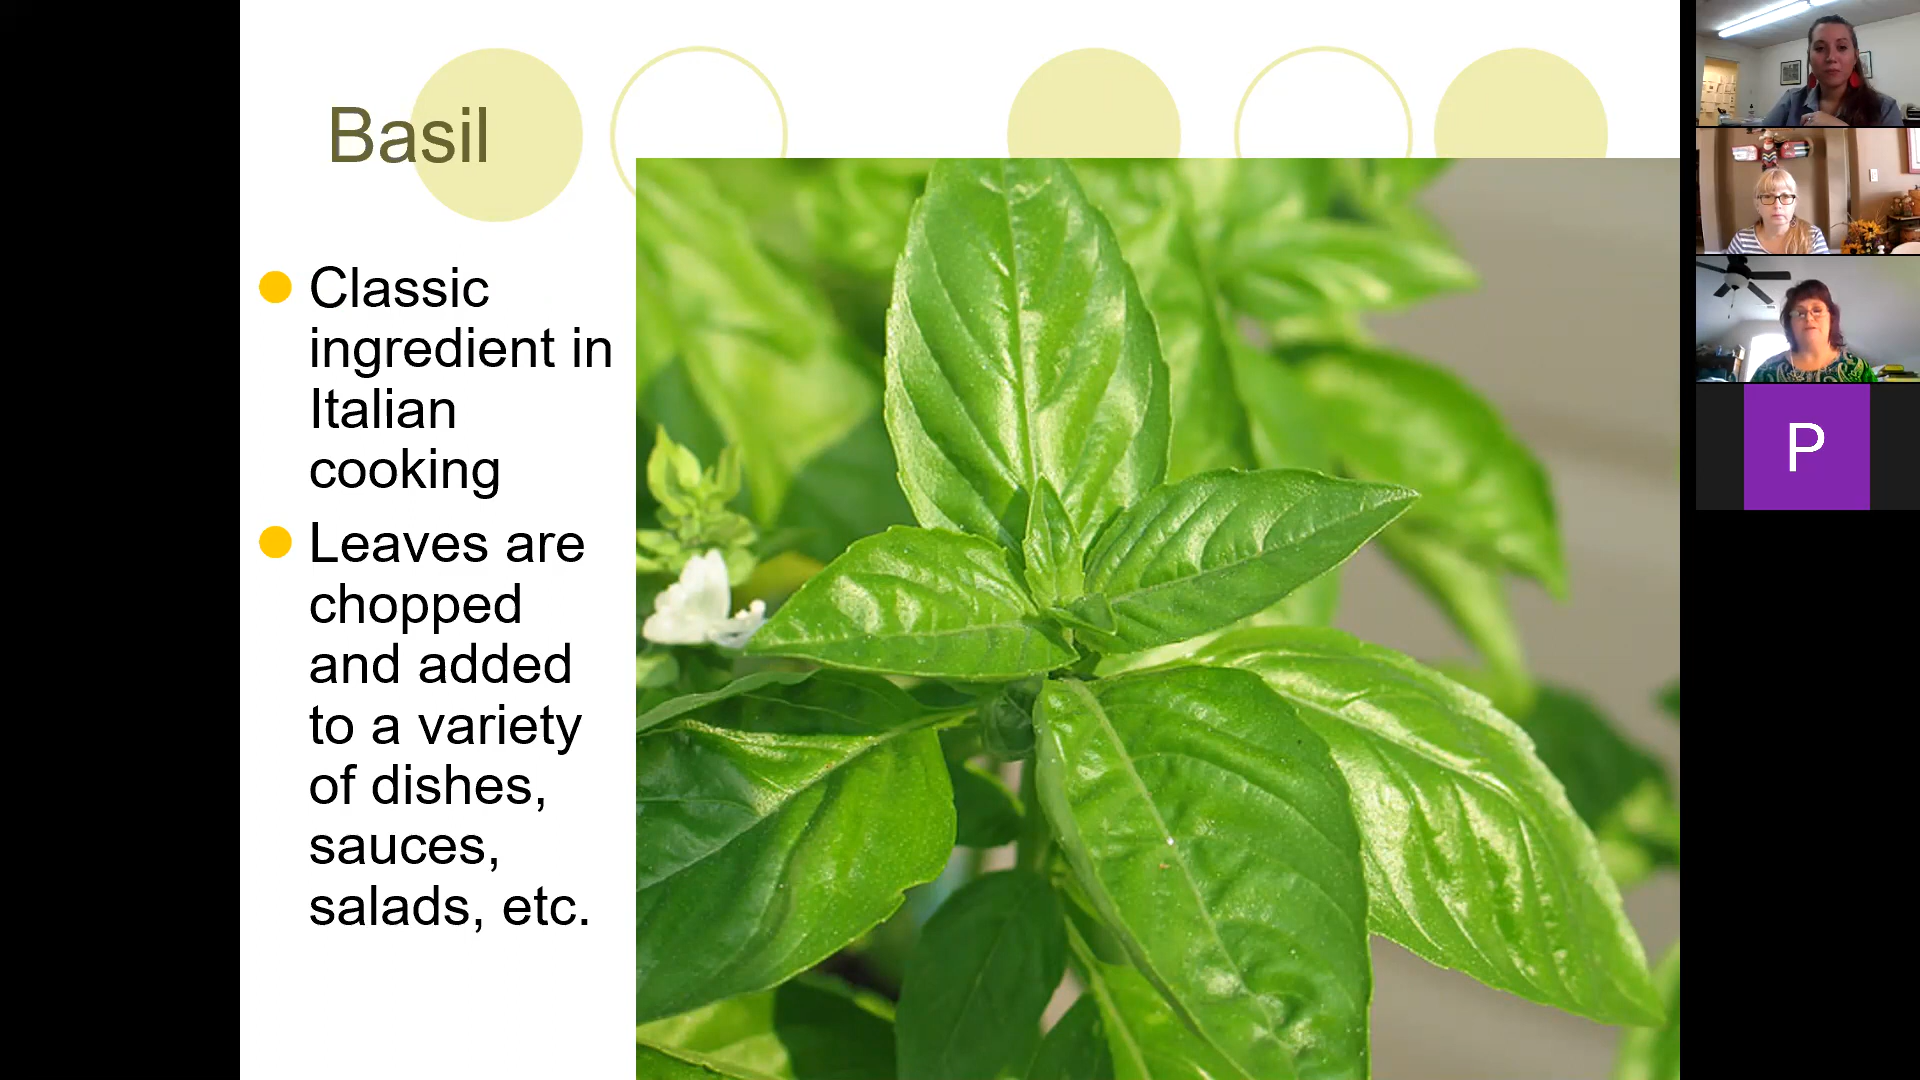 Basil
Classic
ingredient in
Italian
cooking
Leaves are
chopped
and added
to a variety
of dishes,
sauces,
salads, etc.
P